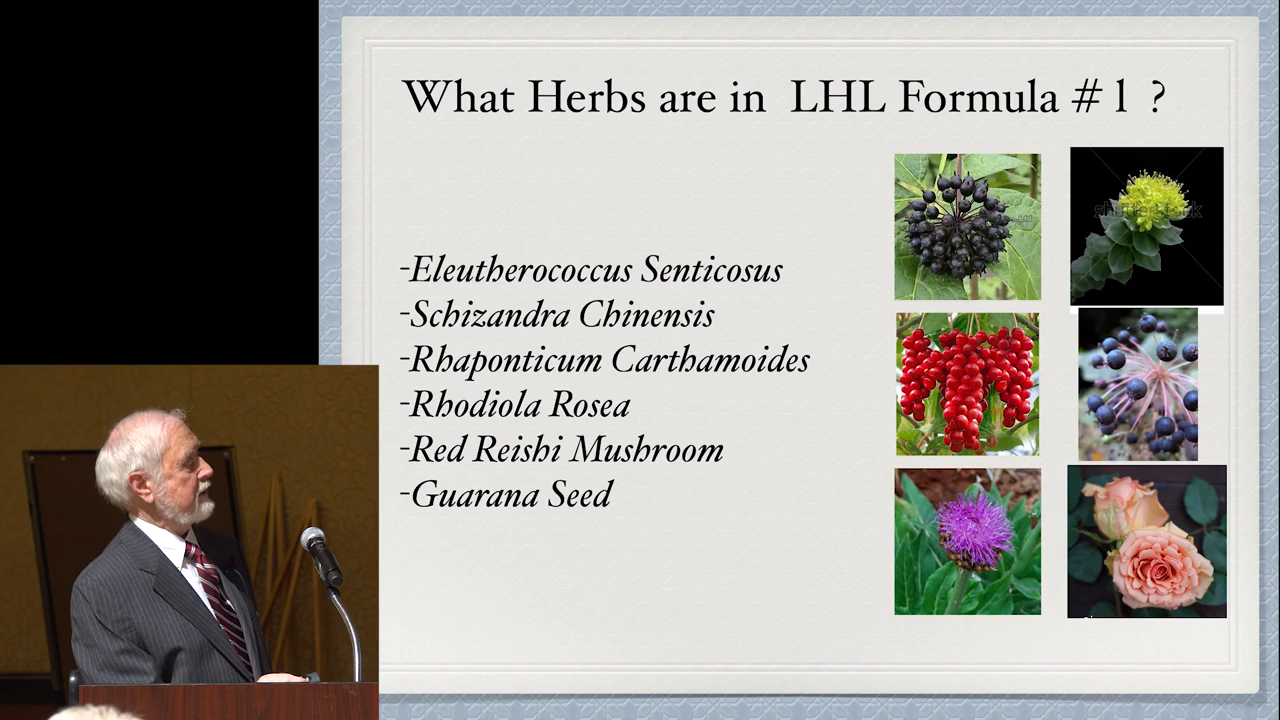 What Herbs are in LHL Formula # 1 ?
-Eleutherococcus Senticosus
-Schizandra Chinensis
-Rhaponticum Carthamoides
-Rhodiola Rosea
-Red Reishi Mushroom
-Guarana Seed
shutterstock